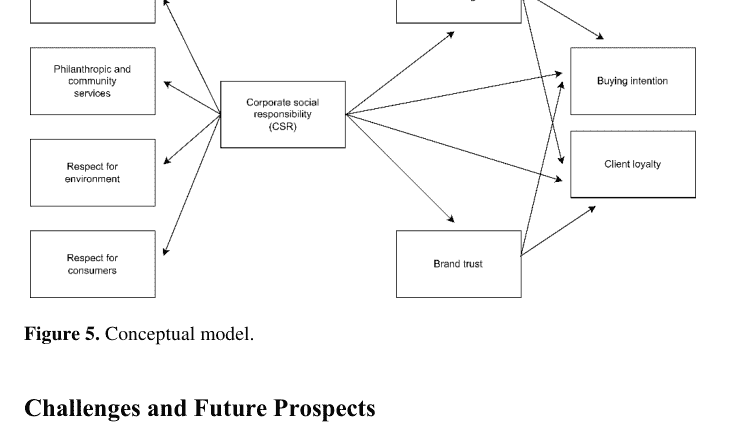 Philanthropic and
community
services
Respect for
environment
Respect for
consumers
Corporate social
responsibility
(CSR)
Brand trust
Buying intention
Client loyalty
Figure 5. Conceptual model.
Challenges and Future Prospects